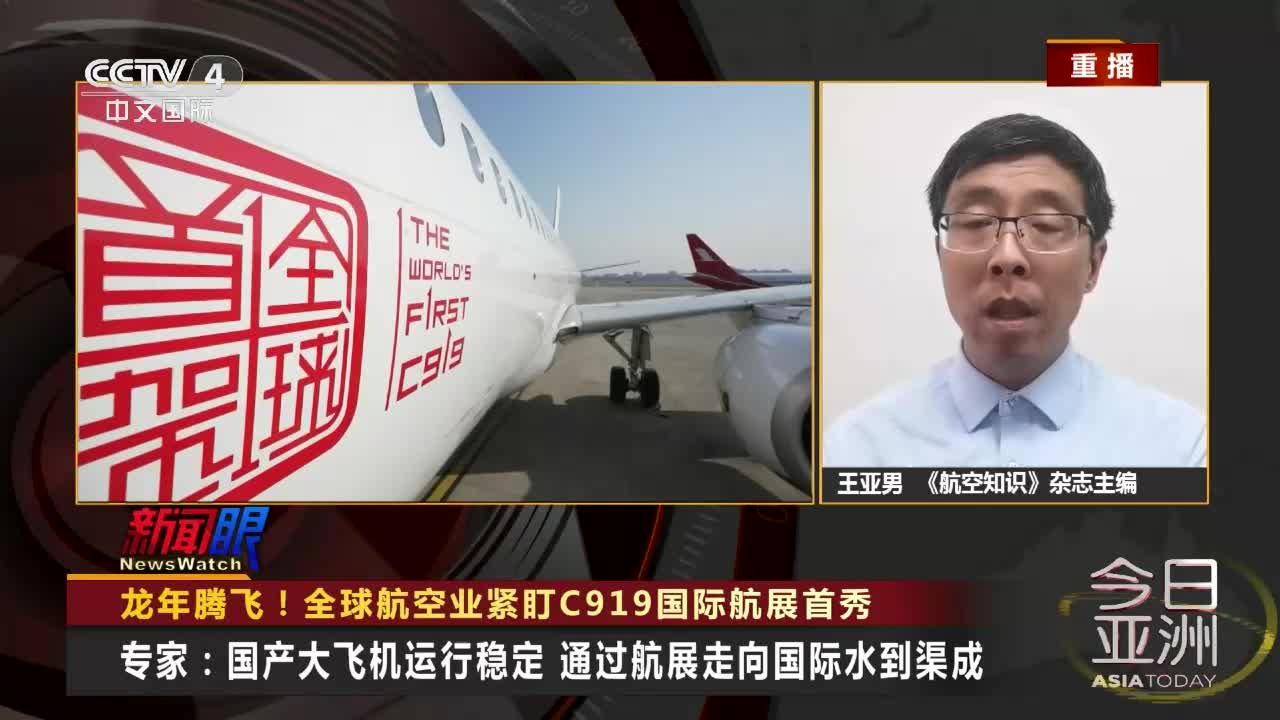 CCTV 4
中文国际
重播
全球
首架
THE
WORLD'S
FIRST
C919
王亚男 《航空知识》杂志主编
新闻眼
NewsWatch
龙年腾飞！全球航空业紧盯C919国际航展首秀
专家：国产大飞机运行稳定 通过航展走向国际水到渠成
今日
亚洲
ASIA TODAY